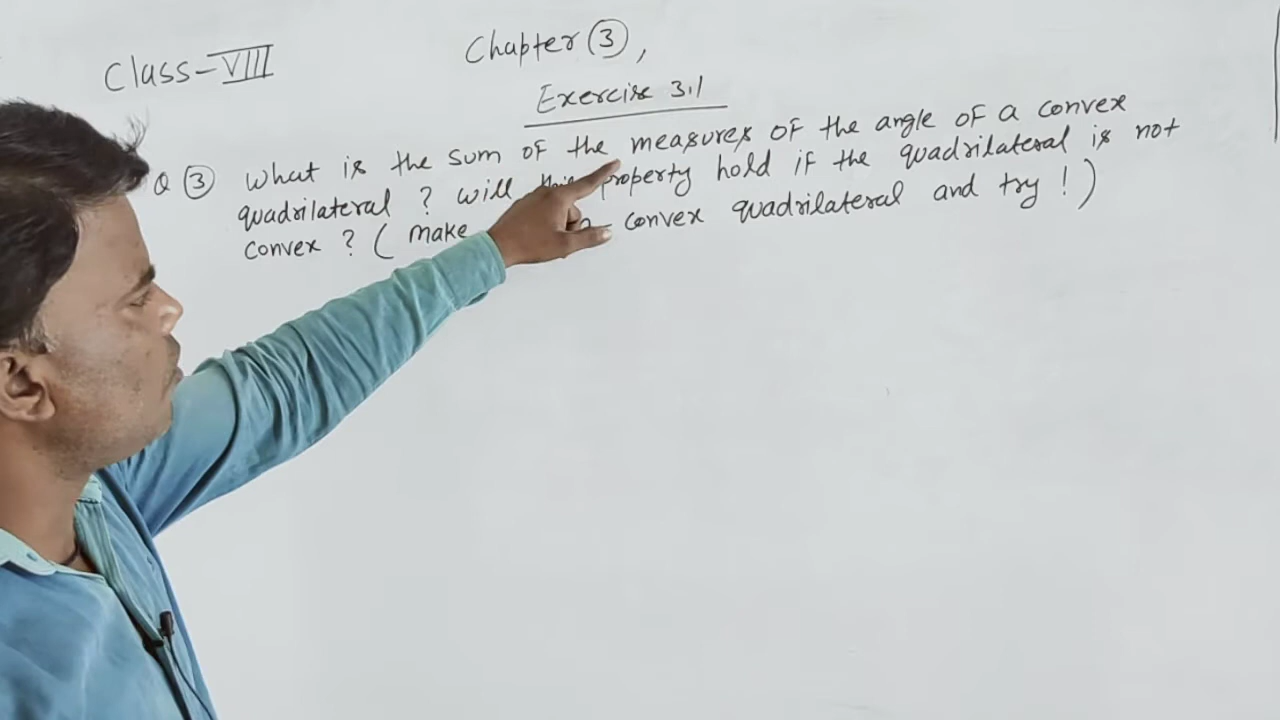 Class-VIII
Chapter 3,
Exercise 3.1
Q 3 What is the sum of the measures of the angle of a convex
quadrilateral ? will property hold if the quadrilateral is not
convex ? ( make convex quadrilateral and try ! )